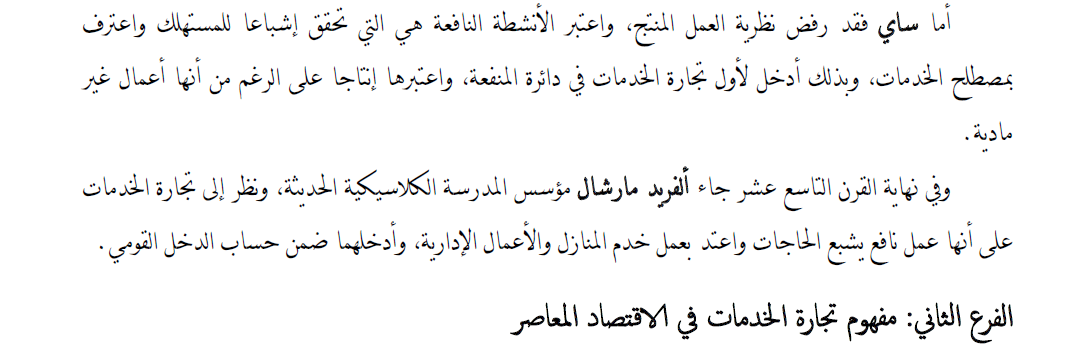 أما ساي فقد رفض نظرية العمل المنتج، واعتبر الأنشطة النافعة هي التي تحقق إشباعا للمستهلك واعترف
بمصطلح الخدمات، وبذلك أدخل لأول تجارة الخدمات في دائرة المنفعة، واعتبرها إنتاجا على الرغم من أنها أعمال غير
مادية.
وفي نهاية القرن التاسع عشر جاء ألفريد مارشال مؤسس المدرسة الكلاسيكية الحديثة، ونظر إلى تجارة الخدمات
على أنها عمل نافع يشبع الحاجات واعتد بعمل خدم المنازل والأعمال الإدارية، وأدخلهما ضمن حساب الدخل القومي.
الفرع الثاني: مفهوم تجارة الخدمات في الاقتصاد المعاصر